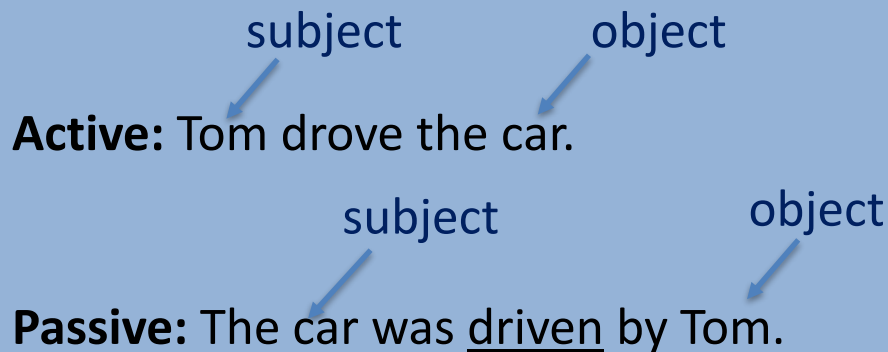 subject object
Active: Tom drove the car.
subject object
Passive: The car was driven by Tom.